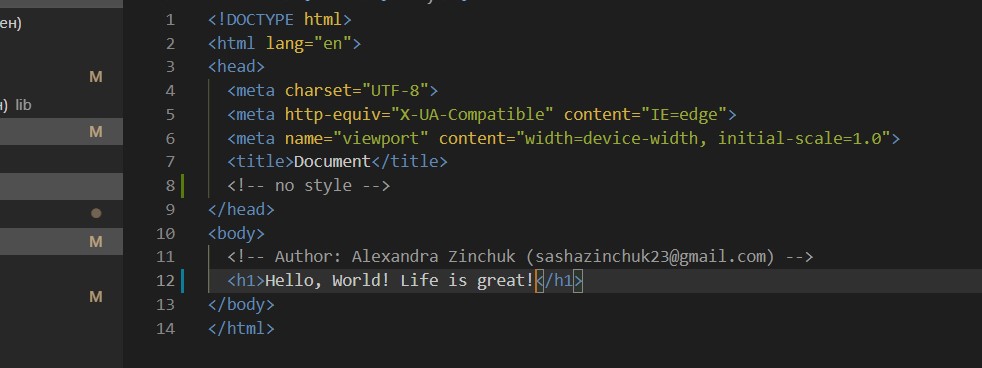 ен)
M
н) lib
M
M
M
1 <!DOCTYPE html>
2 <html lang="en">
3 <head>
4 <meta charset="UTF-8">
5 <meta http-equiv="X-UA-Compatible" content="IE=edge">
6 <meta name="viewport" content="width=device-width, initial-scale=1.0">
7 <title>Document</title>
8 <!-- no style -->
9 </head>
10 <body>
11 <!-- Author: Alexandra Zinchuk (sashazinchuk23@gmail.com) -->
12 <h1>Hello, World! Life is great!</h1>
13 </body>
14 </html>